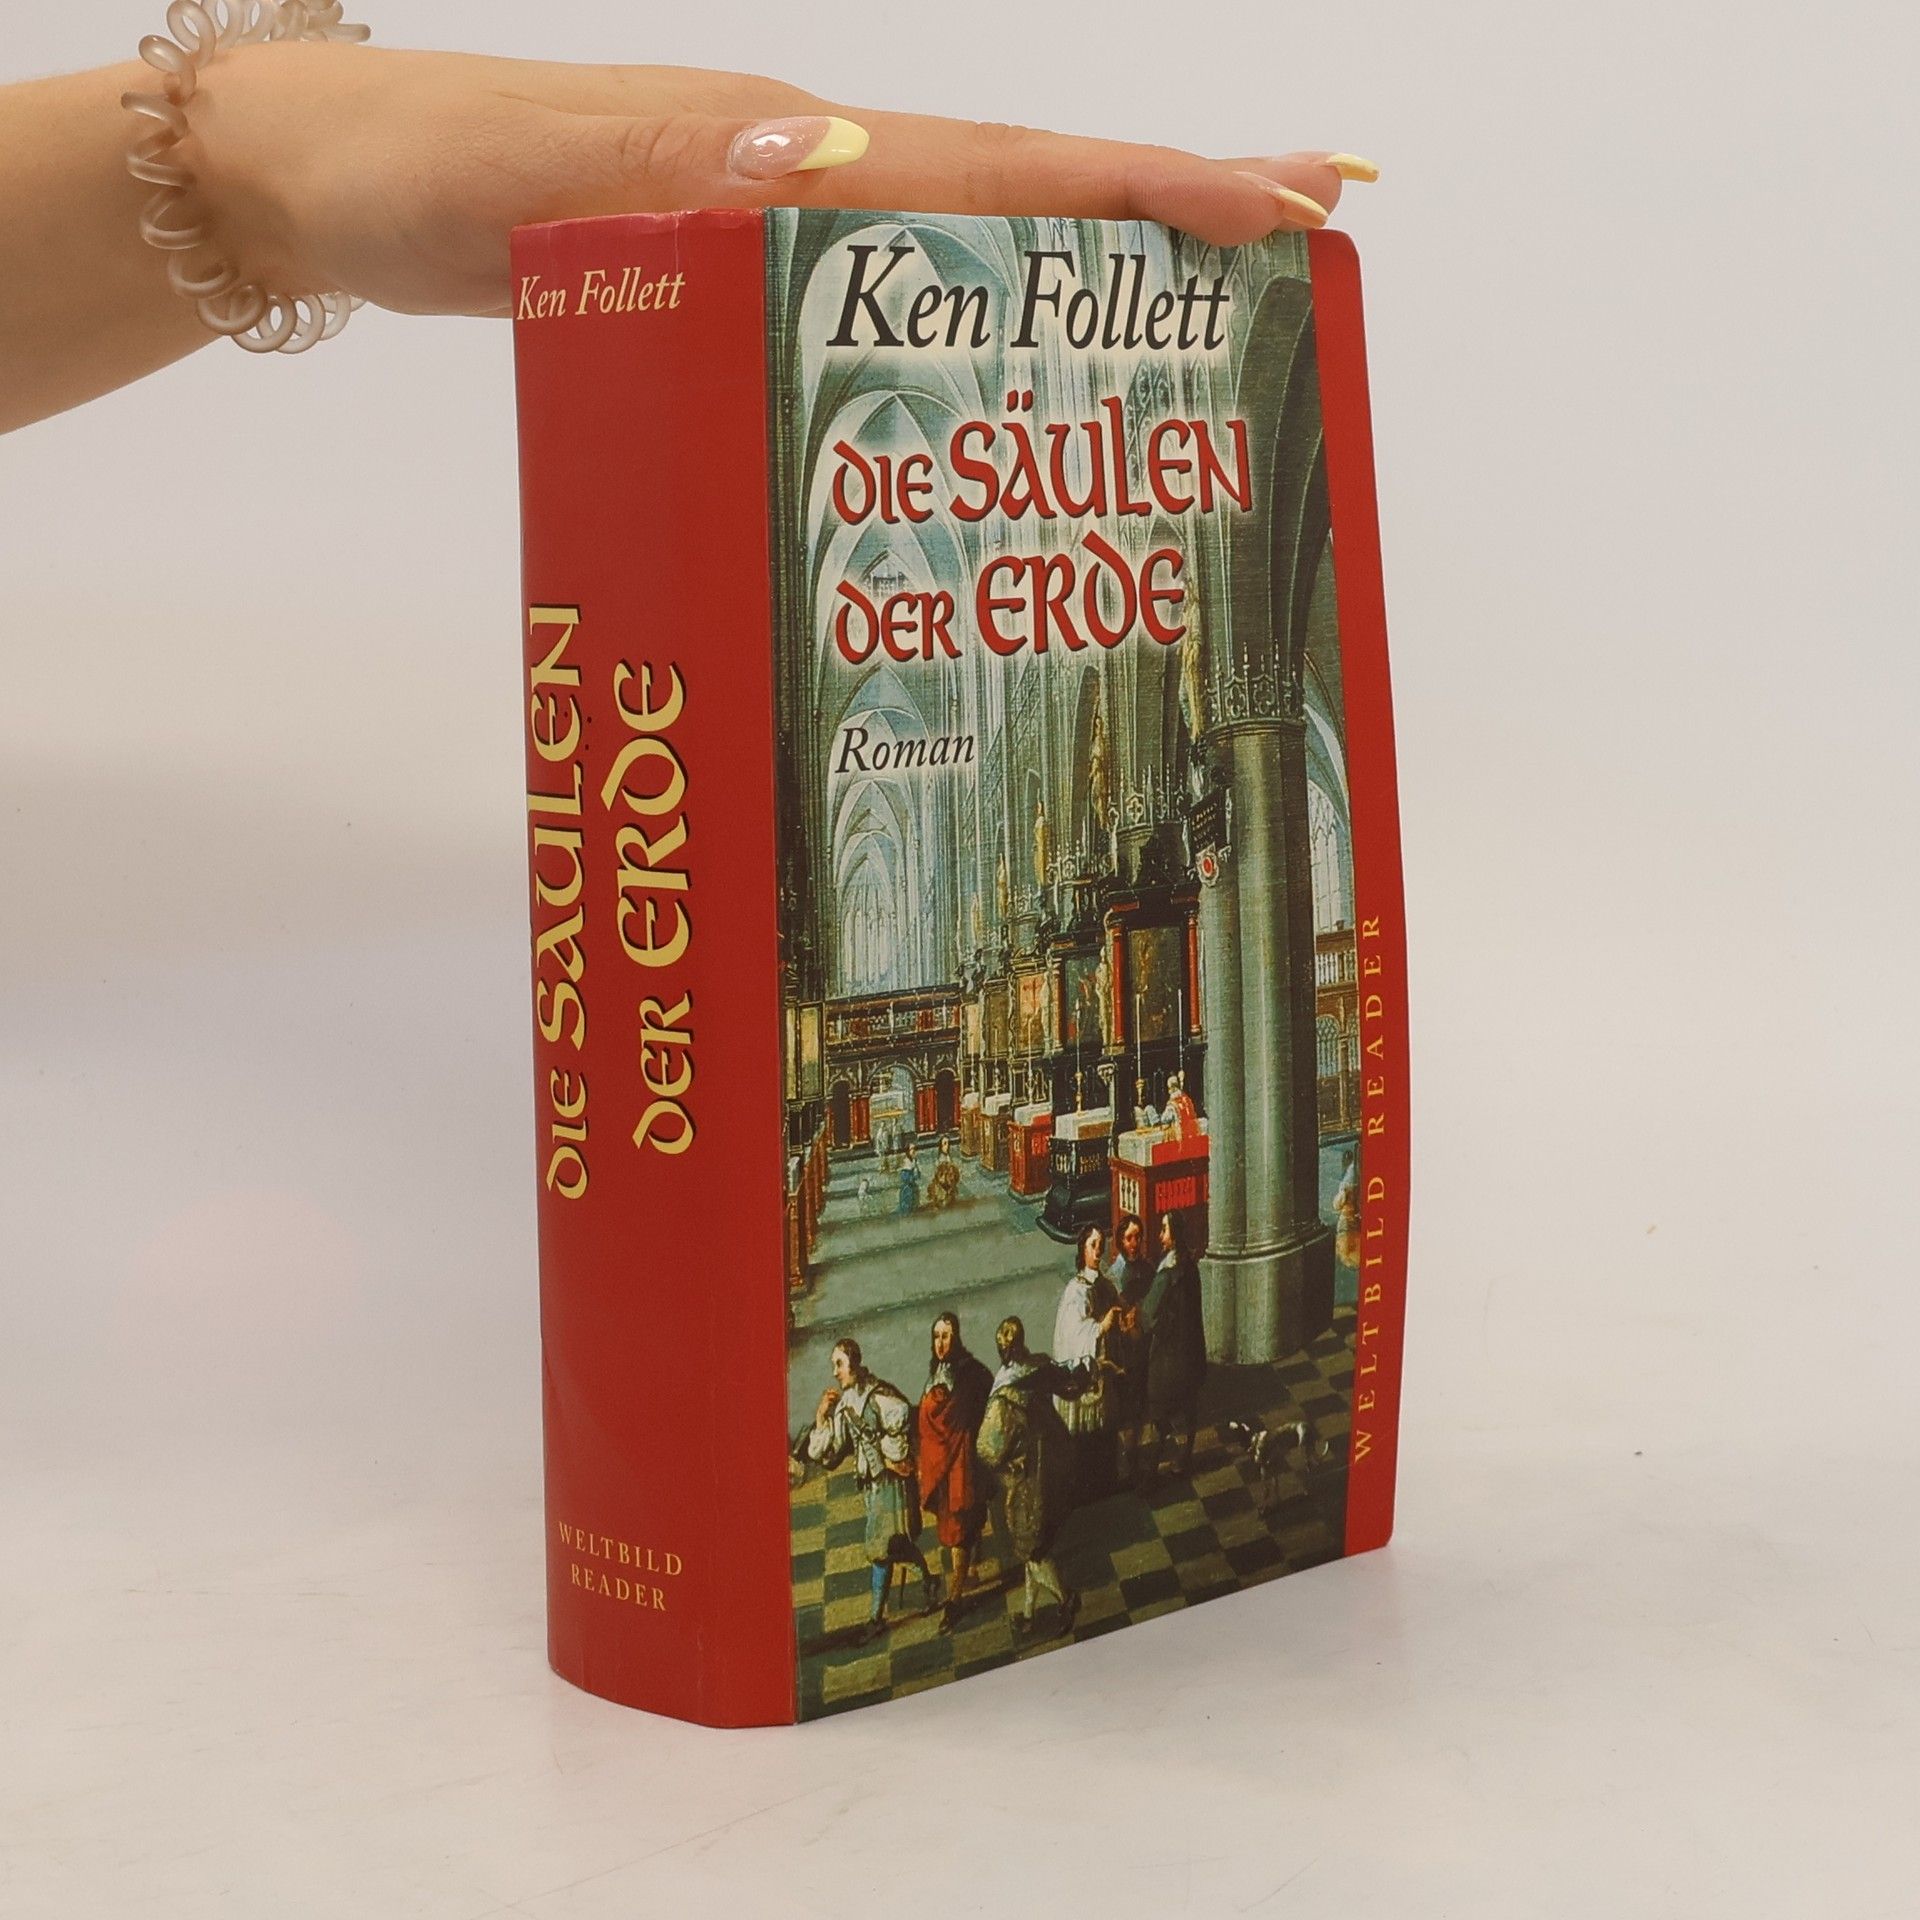 Ken Follett
DIE SÄULEN
DER ERDE
WELTBILD
READER
Ken Follett
DIE SÄULEN
DER ERDE
Roman
WELTBILD READER